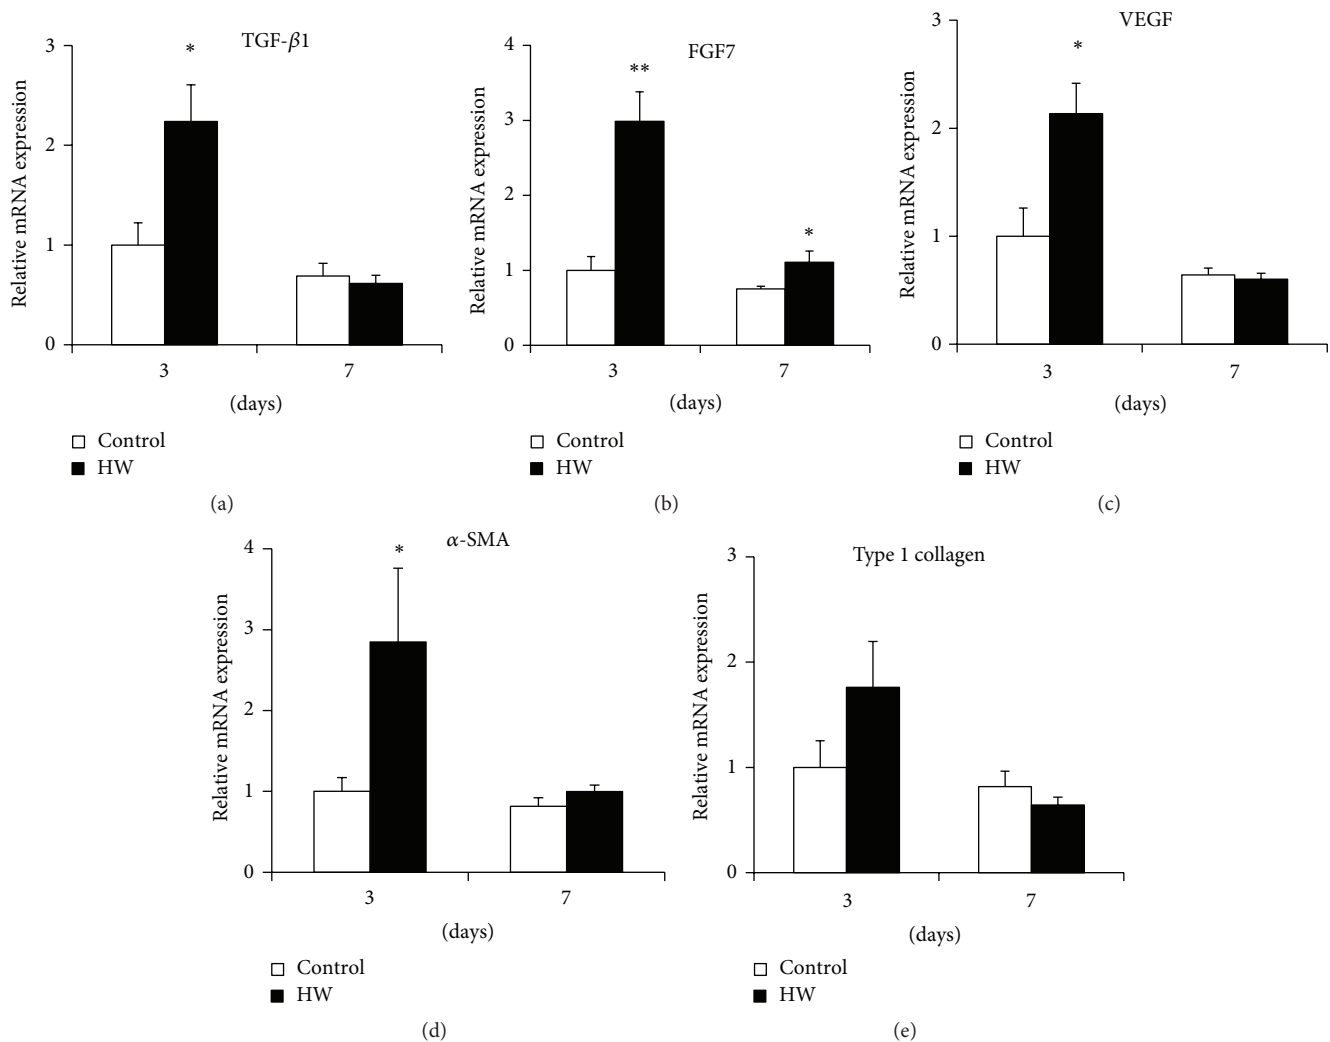 TGF-β1
*
Relative mRNA expression
3
2
1
0
3
7
(days)
Control
HW
(a)
FGF7
**
*
Relative mRNA expression
4
3
2
1
0
3
7
(days)
Control
HW
(b)
VEGF
*
Relative mRNA expression
3
2
1
0
3
7
(days)
Control
HW
(c)
α-SMA
*
Relative mRNA expression
4
3
2
1
0
3
7
(days)
Control
HW
(d)
Type 1 collagen
Relative mRNA expression
3
2
1
0
3
7
(days)
Control
HW
(e)